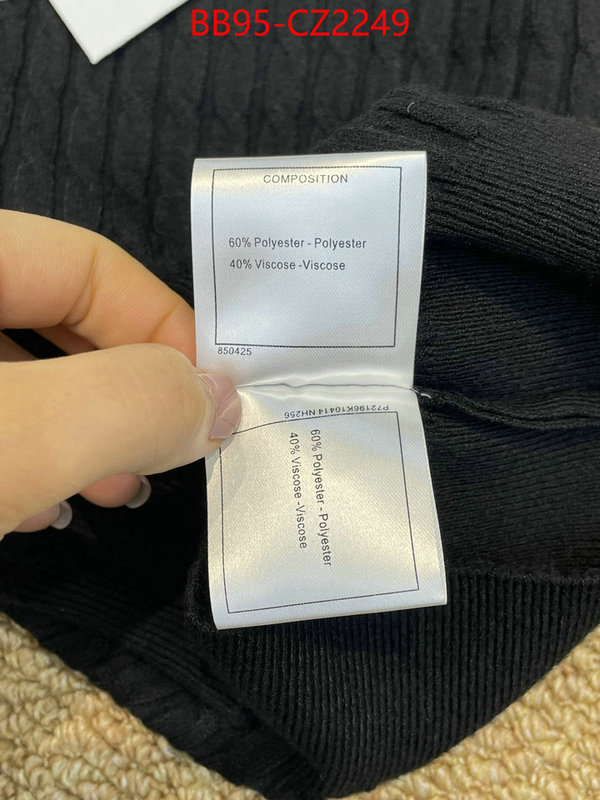 BB95-CZ2249
COMPOSITION
60% Polyester - Polyester
40% Viscose -Viscose
850425
P72196K10414 NH256
60% Polyester - Polyester
40% Viscose -Viscose